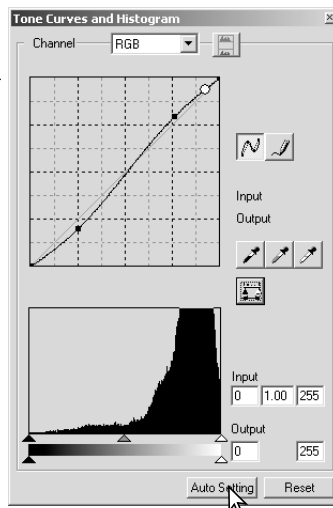 Tone Curves and Histogram
Channel RGB
Input
Output
Input
0 1.00 255
Output
0 255
Auto Setting Reset